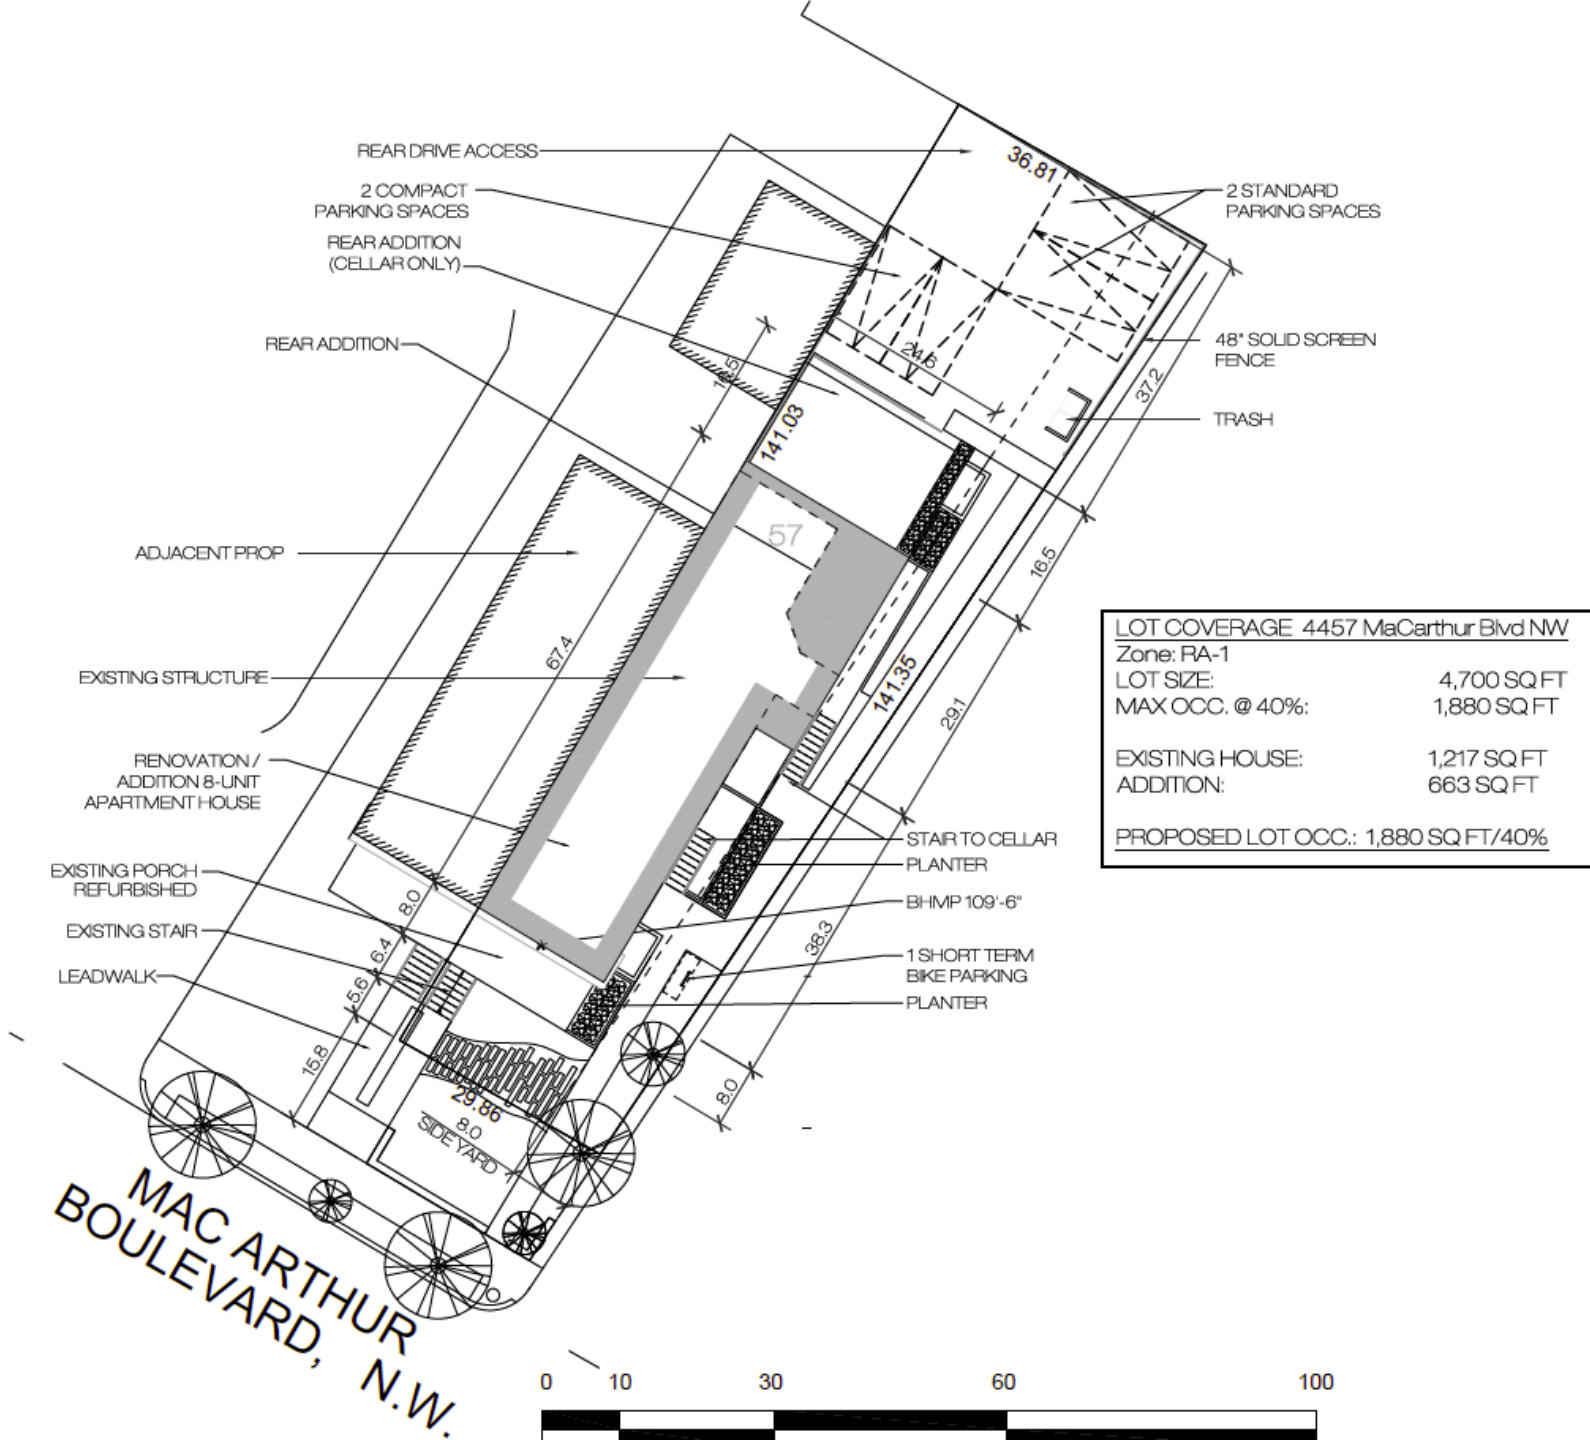 REAR DRIVE ACCESS
36.81
2 COMPACT
PARKING SPACES
2 STANDARD
PARKING SPACES
REAR ADDITION
(CELLAR ONLY)
REAR ADDITION
24.6
48" SOLID SCREEN
FENCE
37.2
TRASH
141.03
57
ADJACENT PROP
16.5
67.4
EXISTING STRUCTURE
141.35
29.1
LOT COVERAGE 4457 MaCarthur Blvd NW
Zone: RA-1
LOT SIZE: 4,700 SQ FT
MAX OCC. @ 40%: 1,880 SQ FT
EXISTING HOUSE: 1,217 SQ FT
ADDITION: 663 SQ FT
PROPOSED LOT OCC.: 1,880 SQ FT/40%
RENOVATION /
ADDITION 8-UNIT
APARTMENT HOUSE
STAIR TO CELLAR
PLANTER
EXISTING PORCH
REFURBISHED
8.0
BHMP 109'-6"
EXISTING STAIR
6.4
38.3
1 SHORT TERM
BIKE PARKING
LEADWALK
5.6
PLANTER
15.8
29.86
8.0
SIDE YARD
8.0
MAC ARTHUR
BOULEVARD, N.W.
0 10 30 60 100